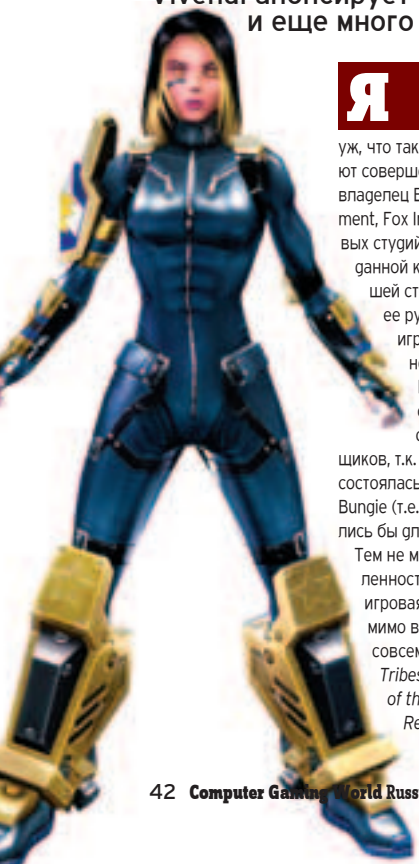 Vivendi анонсирует
и еще много
Я
уж, что так
ют соверше
владелец B
ment, Fox In
вых студий
данной к
шей ст
ее ру
игр
н
щиков, т.к.
состоялась
Bungie (т.е.
лись бы дл
Тем не м
ленност
игровая
мимо в
совсем
Tribes
of th
Re
42 Computer Gaming World Russ